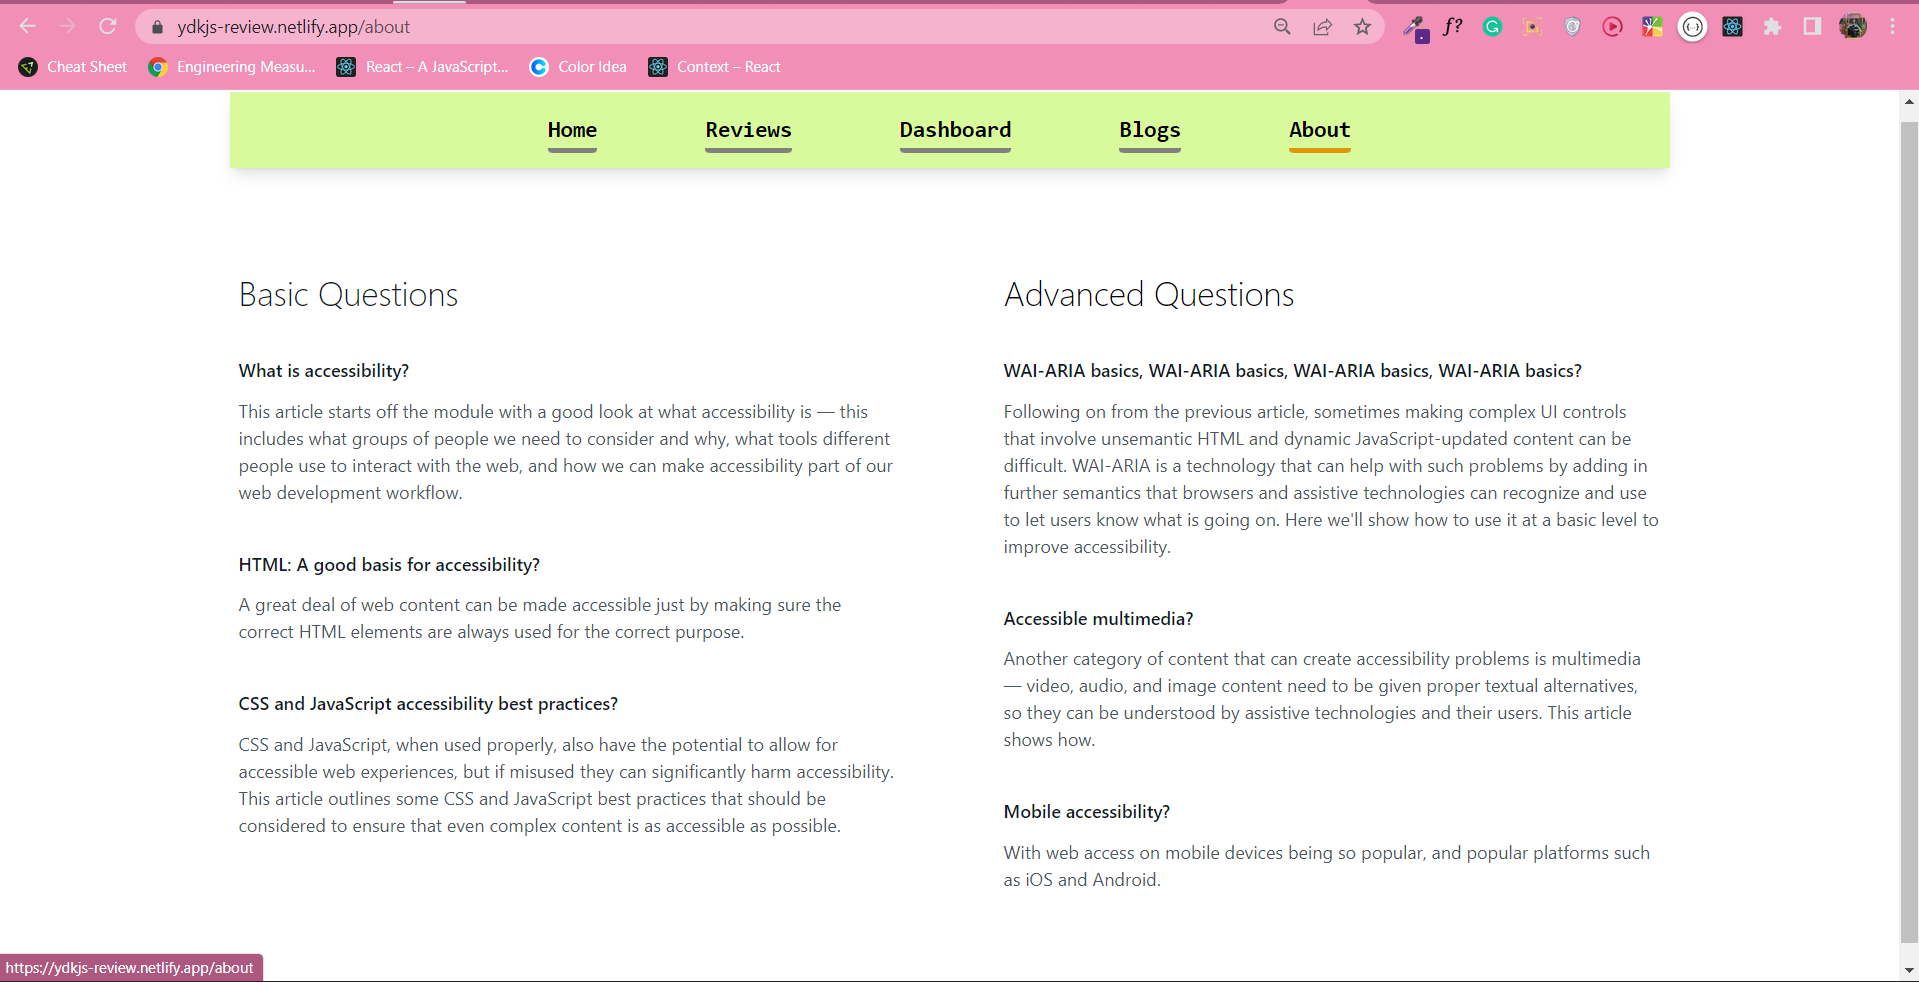 ydkjs-review.netlify.app/about
f?
Cheat Sheet
Engineering Measu...
React – A JavaScript...
Color Idea
Context – React
Home
Reviews
Dashboard
Blogs
About
Basic Questions
What is accessibility?
This article starts off the module with a good look at what accessibility is — this
includes what groups of people we need to consider and why, what tools different
people use to interact with the web, and how we can make accessibility part of our
web development workflow.
HTML: A good basis for accessibility?
A great deal of web content can be made accessible just by making sure the
correct HTML elements are always used for the correct purpose.
CSS and JavaScript accessibility best practices?
CSS and JavaScript, when used properly, also have the potential to allow for
accessible web experiences, but if misused they can significantly harm accessibility.
This article outlines some CSS and JavaScript best practices that should be
considered to ensure that even complex content is as accessible as possible.
Advanced Questions
WAI-ARIA basics, WAI-ARIA basics, WAI-ARIA basics, WAI-ARIA basics?
Following on from the previous article, sometimes making complex UI controls
that involve unsemantic HTML and dynamic JavaScript-updated content can be
difficult. WAI-ARIA is a technology that can help with such problems by adding in
further semantics that browsers and assistive technologies can recognize and use
to let users know what is going on. Here we'll show how to use it at a basic level to
improve accessibility.
Accessible multimedia?
Another category of content that can create accessibility problems is multimedia
— video, audio, and image content need to be given proper textual alternatives,
so they can be understood by assistive technologies and their users. This article
shows how.
Mobile accessibility?
With web access on mobile devices being so popular, and popular platforms such
as iOS and Android.
https://ydkjs-review.netlify.app/about